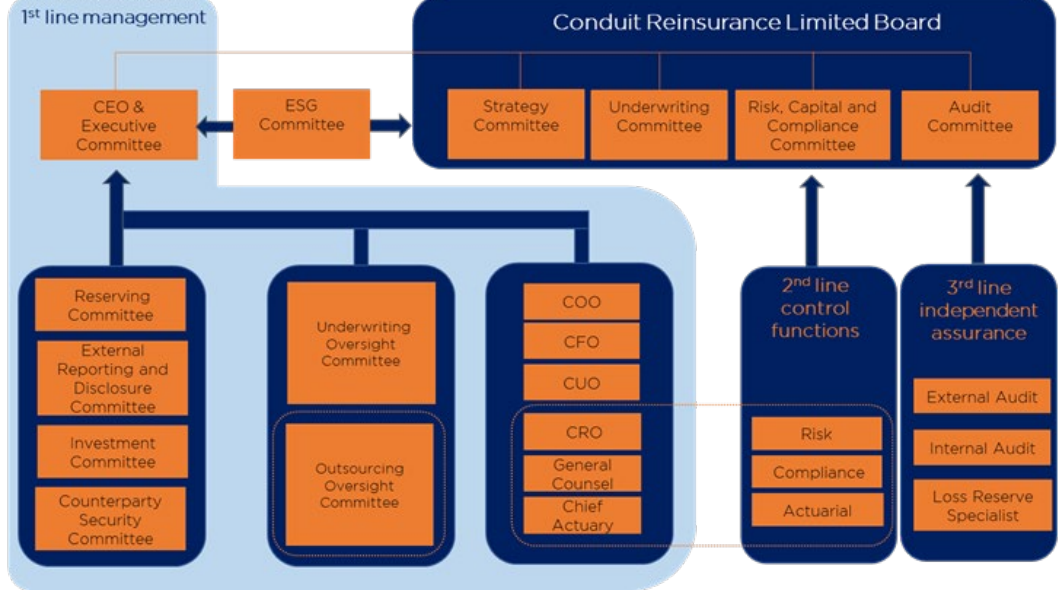 1st line management
Conduit Reinsurance Limited Board
CEO &
Executive
Committee
ESG
Committee
Strategy
Committee
Underwriting
Committee
Risk, Capital and
Compliance
Committee
Audit
Committee
Reserving
Committee
External
Reporting and
Disclosure
Committee
Investment
Committee
Counterparty
Security
Committee
Underwriting
Oversight
Committee
Outsourcing
Oversight
Committee
COO
CFO
CUO
CRO
General
Counsel
Chief
Actuary
2nd line
control
functions
Risk
Compliance
Actuarial
3rd line
independent
assurance
External Audit
Internal Audit
Loss Reserve
Specialist